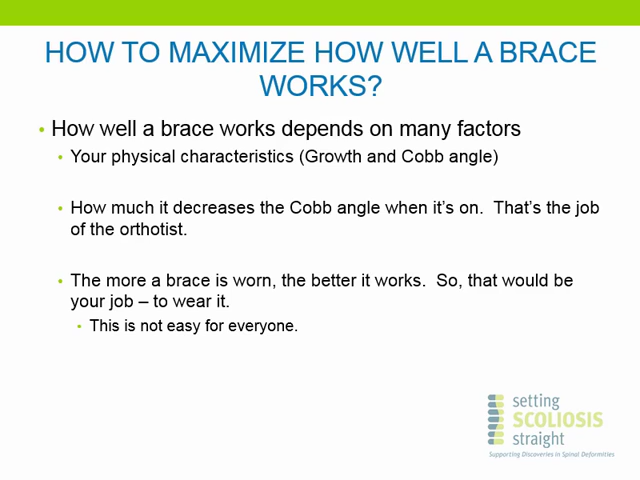 HOW TO MAXIMIZE HOW WELL A BRACE
WORKS?
• How well a brace works depends on many factors
• Your physical characteristics (Growth and Cobb angle)
• How much it decreases the Cobb angle when it's on.  That's the job
of the orthotist.
• The more a brace is worn, the better it works.  So, that would be
your job – to wear it.
• This is not easy for everyone.
setting
SCOLIOSIS
straight
Supporting Discoveries in Spinal Deformities